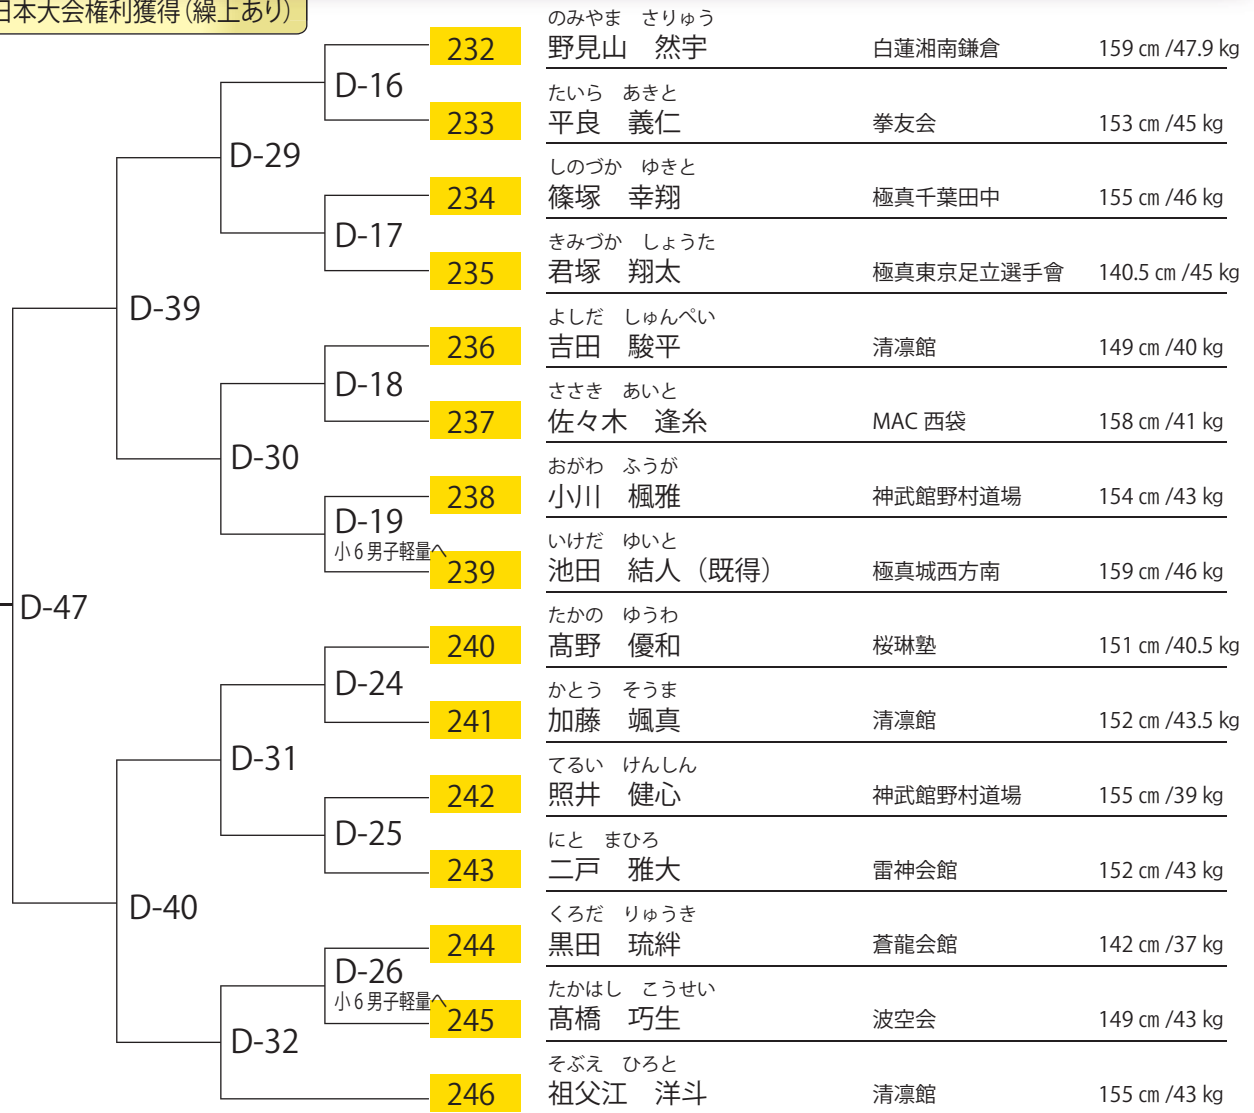 日本大会権利獲得（繰上あり）
のみやま　さりゅう
232 野見山　然宇 白蓮湘南鎌倉 159 ㎝ /47.9 kg
D-16
たいら　あきと
233 平良　義仁 拳友会 153 ㎝ /45 kg
D-29
しのづか　ゆきと
234 篠塚　幸翔 極真千葉田中 155 ㎝ /46 kg
D-17
きみづか　しょうた
235 君塚　翔太 極真東京足立選手會 140.5 ㎝ /45 kg
D-39
よしだ　しゅんぺい
236 吉田　駿平 清凛館 149 ㎝ /40 kg
D-18
ささき　あいと
237 佐々木　逢糸 MAC 西袋 158 ㎝ /41 kg
D-30
おがわ　ふうが
238 小川　楓雅 神武館野村道場 154 ㎝ /43 kg
D-19
小６男子軽量へ
いけだ　ゆいと
239 池田　結人（既得） 極真城西方南 159 ㎝ /46 kg
D-47
たかの　ゆうわ
240 髙野　優和 桜琳塾 151 ㎝ /40.5 kg
D-24
かとう　そうま
241 加藤　颯真 清凛館 152 ㎝ /43.5 kg
D-31
てるい　けんしん
242 照井　健心 神武館野村道場 155 ㎝ /39 kg
D-25
にと　まひろ
243 二戸　雅大 雷神会館 152 ㎝ /43 kg
D-40
くろだ　りゅうき
244 黒田　琉絆 蒼龍会館 142 ㎝ /37 kg
D-26
小６男子軽量へ
たかはし　こうせい
245 髙橋　巧生 波空会 149 ㎝ /43 kg
D-32
そぶえ　ひろと
246 祖父江　洋斗 清凛館 155 ㎝ /43 kg